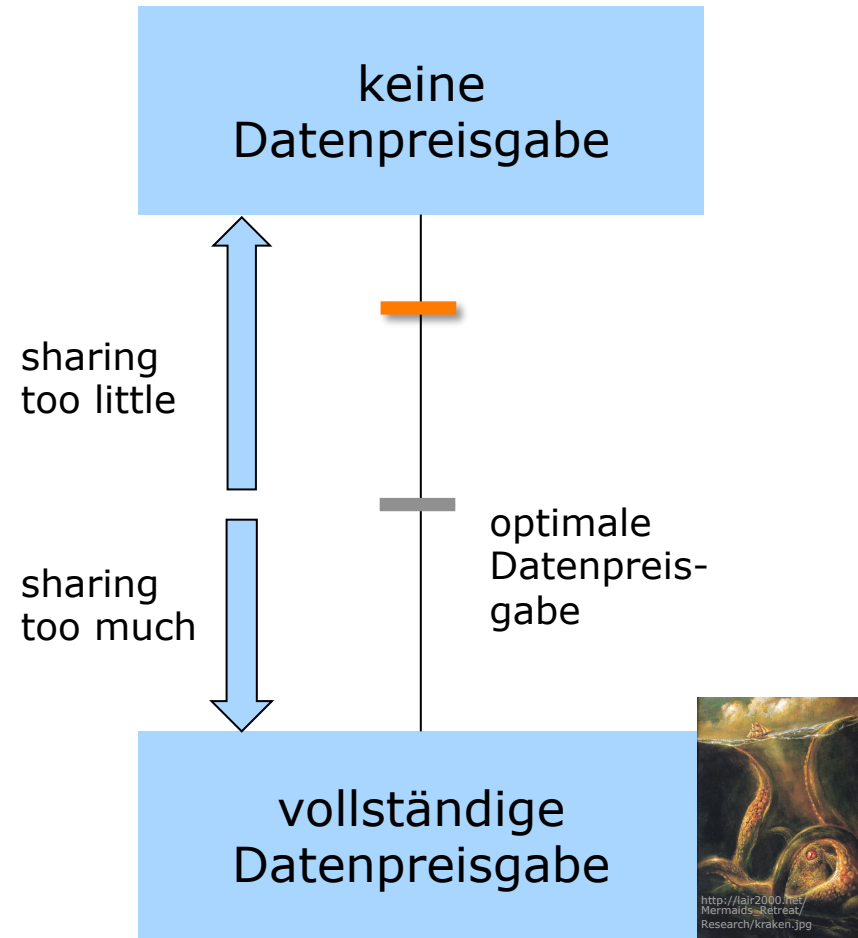 keine
Datenpreisgabe
sharing
too little
optimale
Datenpreis-
gabe
sharing
too much
vollständige
Datenpreisgabe
http://lair2000.net/
Mermaids_Retreat/
Research/kraken.jpg